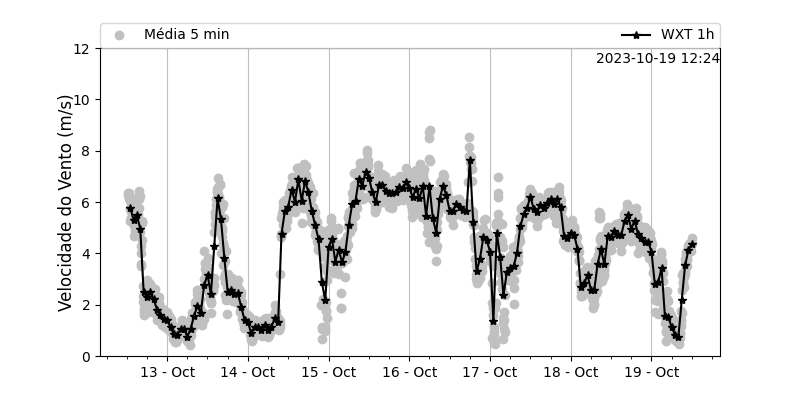 Média 5 min
WXT 1h
2023-10-19 12:24
Velocidade do Vento (m/s)
12
10
8
6
4
2
0
13 - Oct 14 - Oct 15 - Oct 16 - Oct 17 - Oct 18 - Oct 19 - Oct